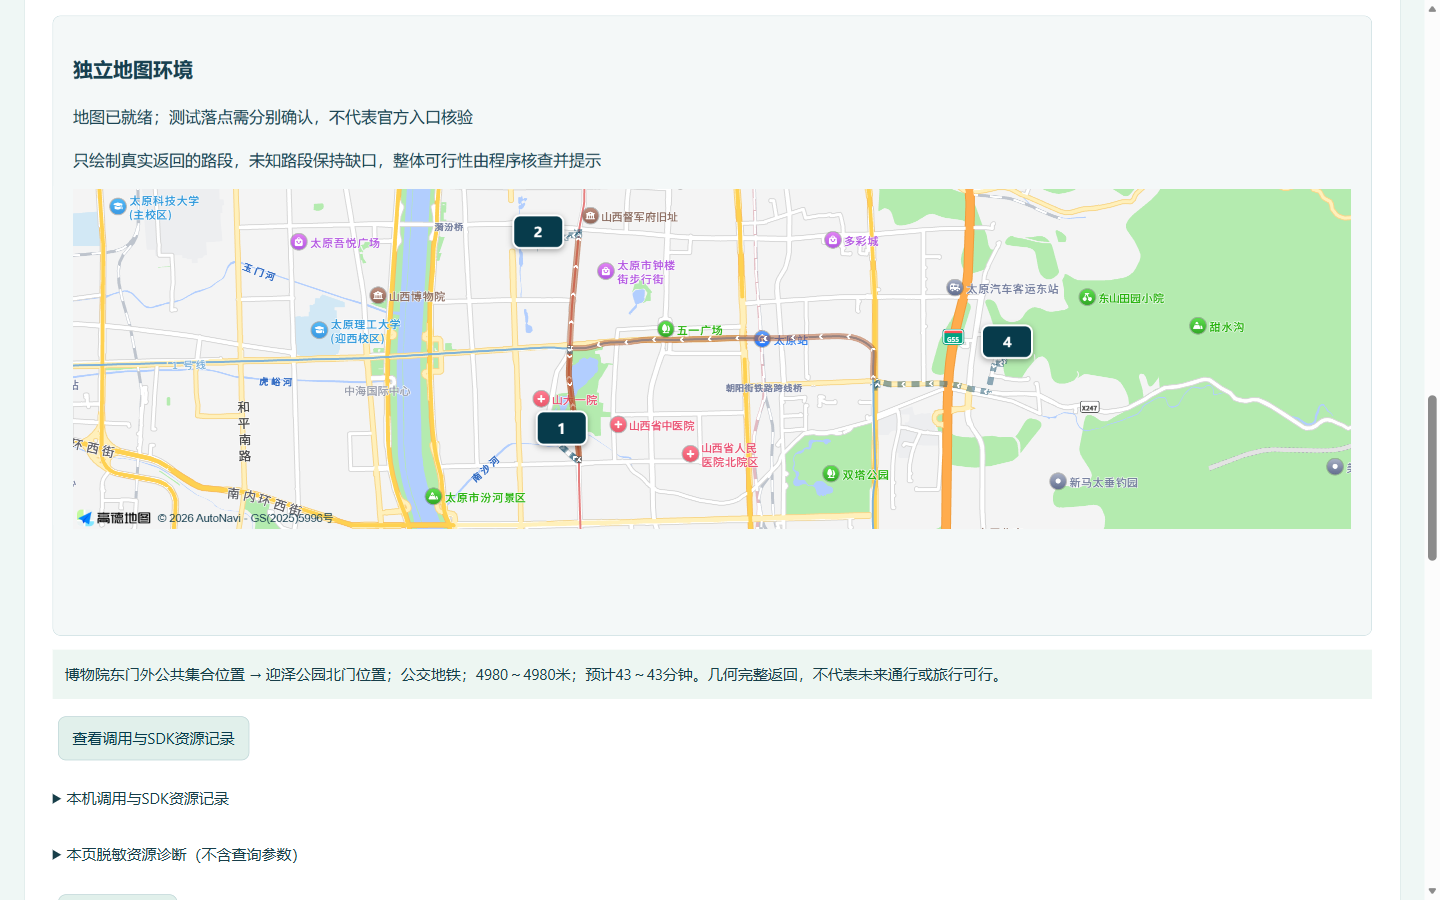 独立地图环境
地图已就绪；测试落点需分别确认，不代表官方入口核验
只绘制真实返回的路段，未知路段保持缺口，整体可行性由程序核查并提示
太原科技大学
(主校区)
漪汾桥
2
山西督军府旧址
太原吾悦广场
多彩城
玉门河
太原市钟楼
街步行街
山西博物院
太原汽车客运东站
东山田园小院
太原理工大学
(迎西校区)
五一广场
甜水沟
太原站
G55
4
1号线
虎峪河
中海国际中心
朝阳街铁路跨线桥
山大一院
和平南路
X247
1
山西省中医院
环西街
山西省人民
医院北院区
南沙河
双塔公园
新马太垂钓园
南内环西街
太原市汾河景区
高德地图 © 2026 AutoNavi - GS(2025)5996号
博物院东门外公共集合位置 → 迎泽公园北门位置；公交地铁；4980～4980米；预计43～43分钟。几何完整返回，不代表未来通行或旅行可行。
查看调用与SDK资源记录
▶ 本机调用与SDK资源记录
▶ 本页脱敏资源诊断（不含查询参数）